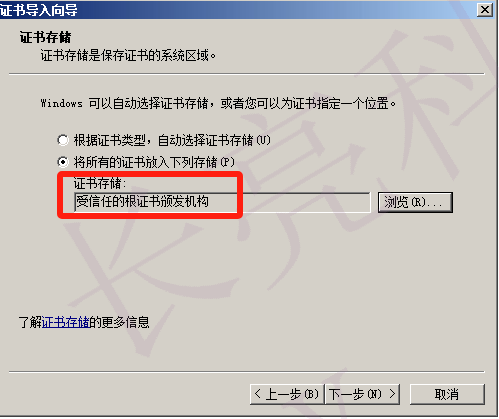 证书导入向导
证书存储
证书存储是保存证书的系统区域。
Windows 可以自动选择证书存储，或者您可以为证书指定一个位置。
根据证书类型，自动选择证书存储(U)
将所有的证书放入下列存储(P)
证书存储:
受信任的根证书颁发机构
浏览(R)...
了解证书存储的更多信息
< 上一步(B) 下一步(N) > 取消
长亮科